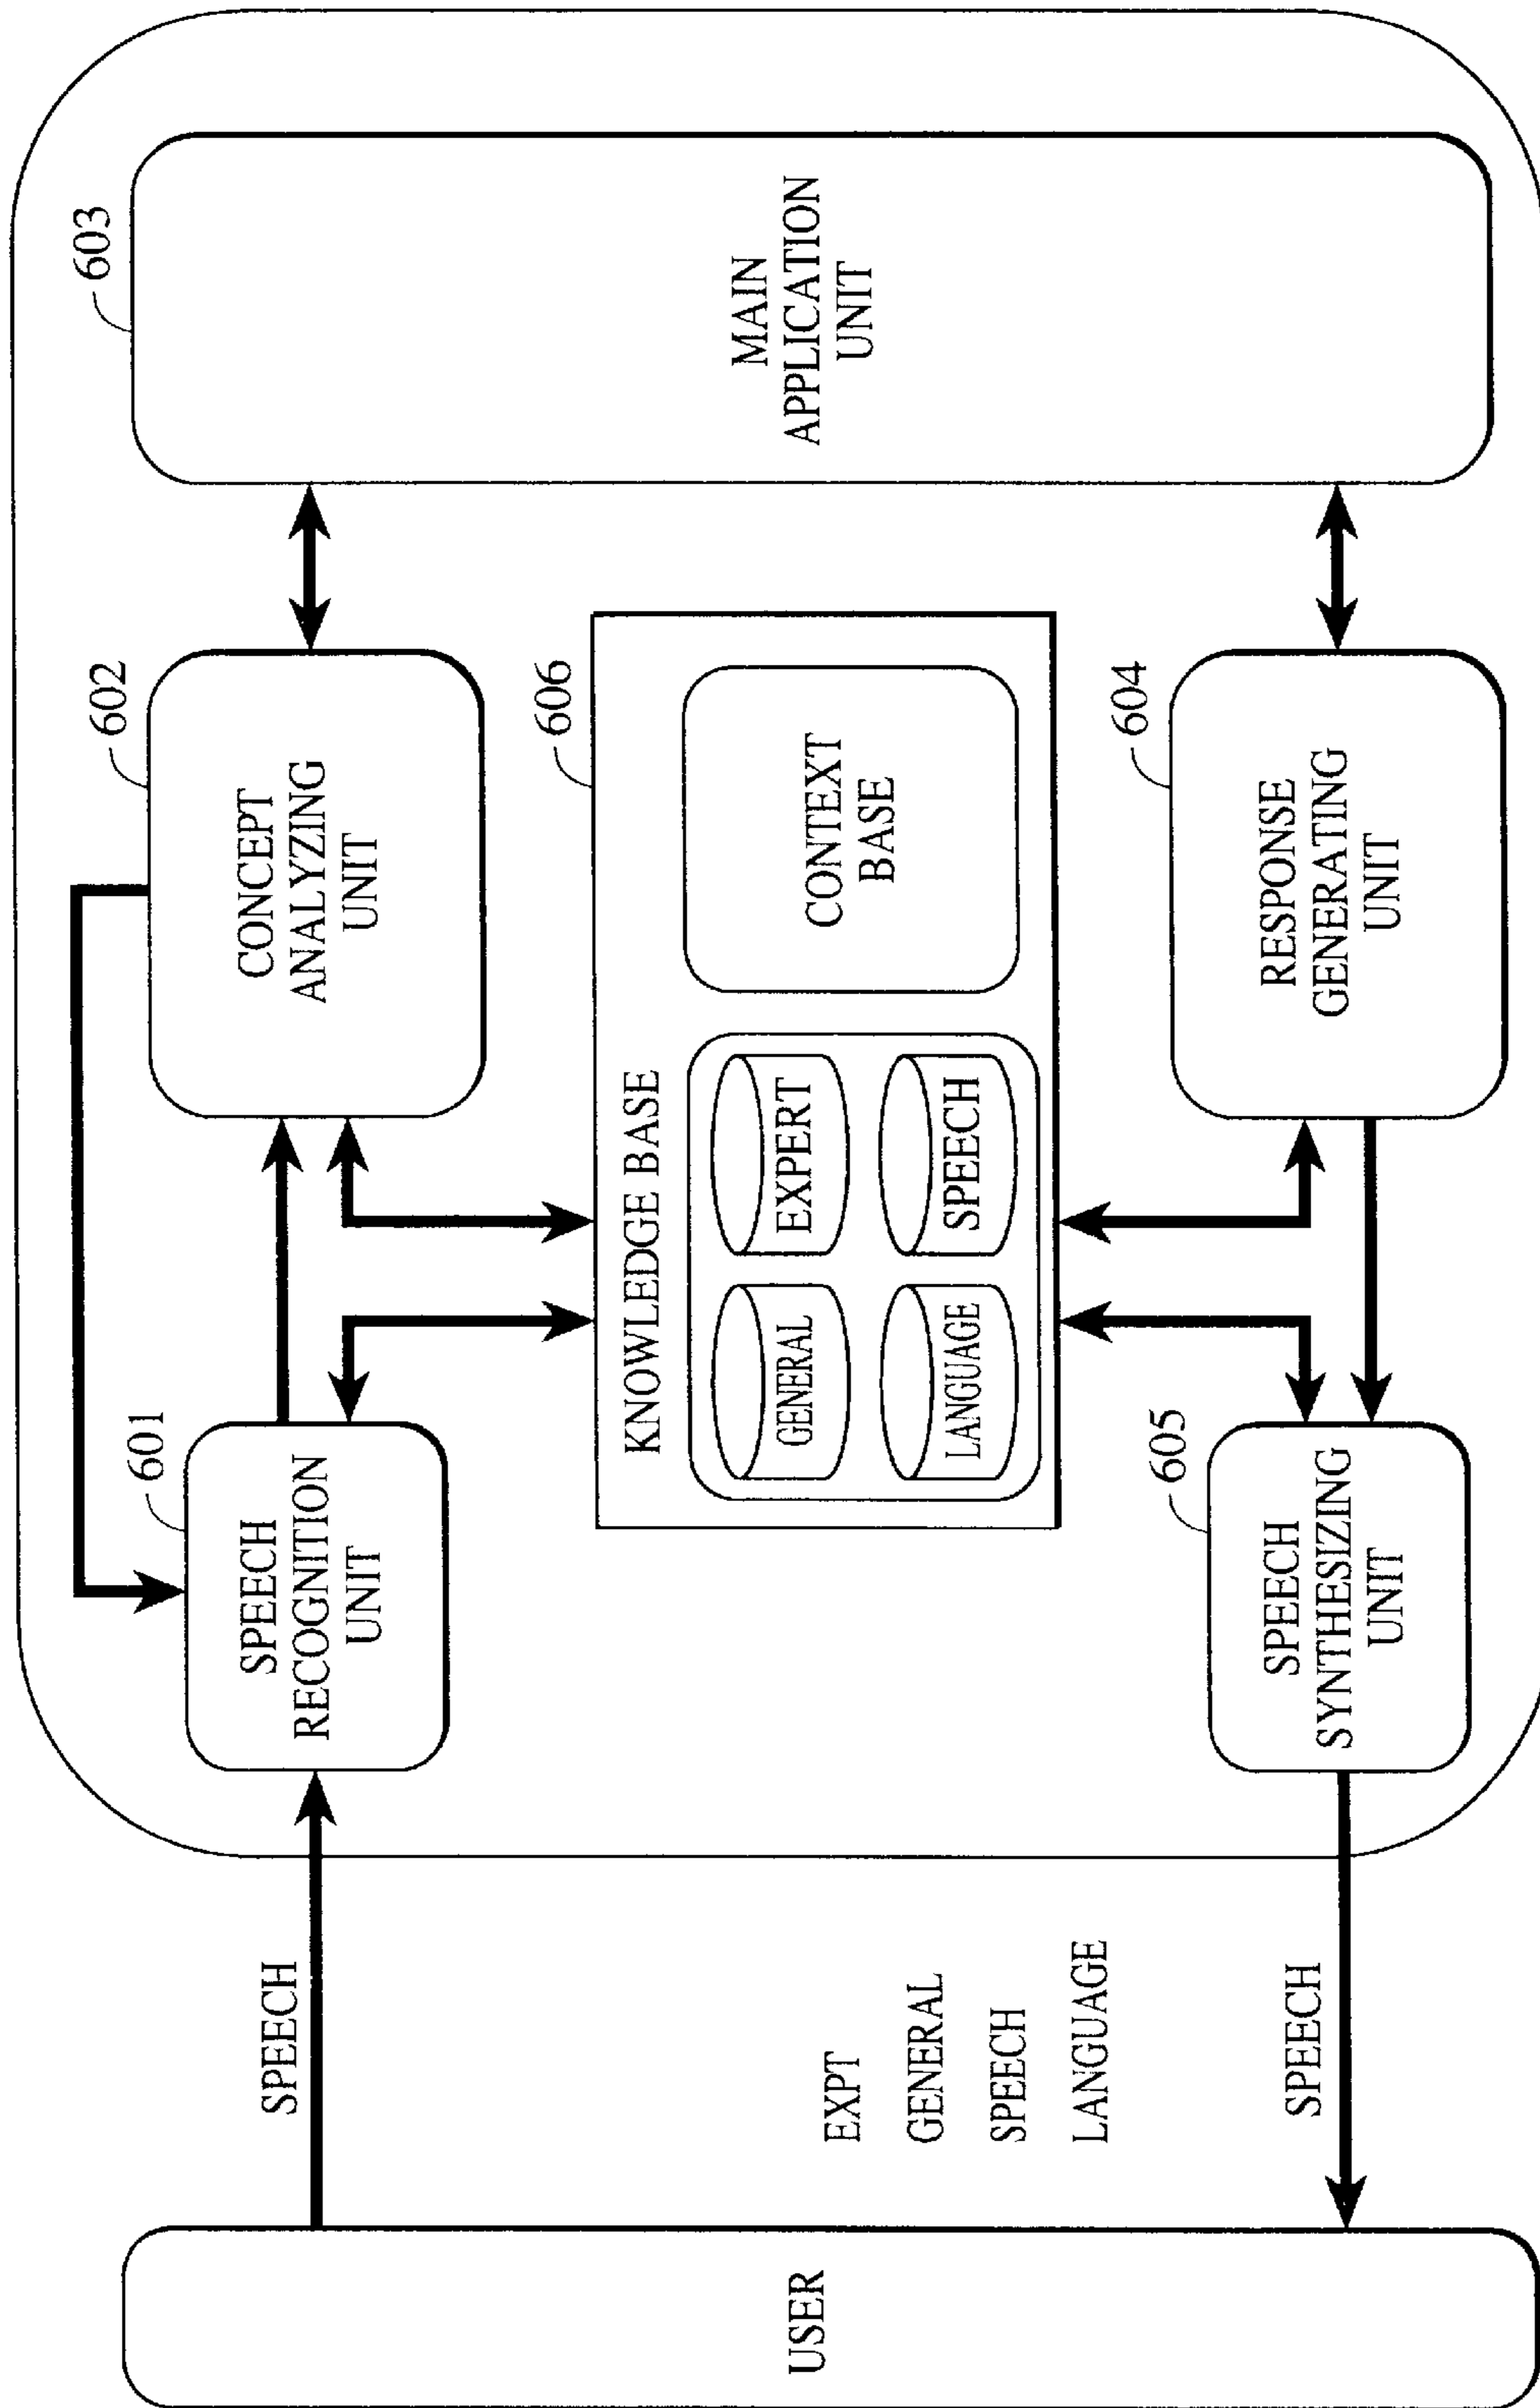 USER
SPEECH
EXPT
GENERAL
SPEECH
LANGUAGE
SPEECH
601
SPEECH
RECOGNITION
UNIT
602
CONCEPT
ANALYZING
UNIT
603
MAIN
APPLICATION
UNIT
606
KNOWLEDGE BASE
GENERAL
EXPERT
LANGUAGE
SPEECH
CONTEXT
BASE
605
SPEECH
SYNTHESIZING
UNIT
604
RESPONSE
GENERATING
UNIT